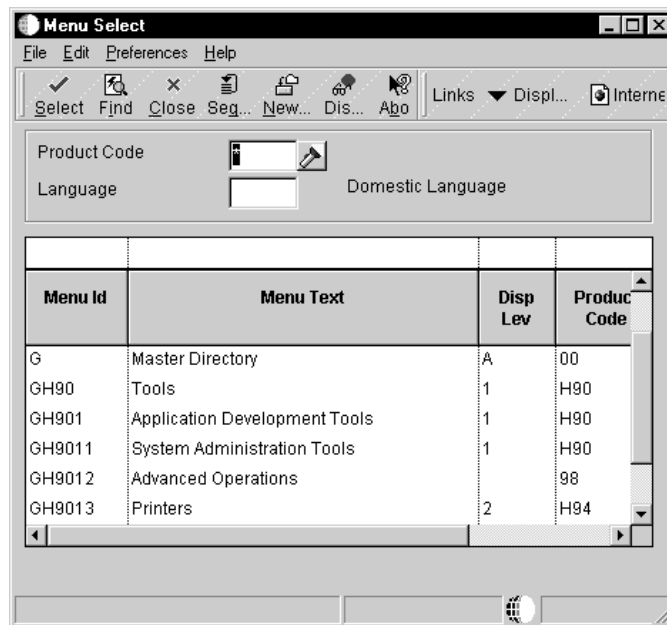 Menu Select
File Edit Preferences Help
Select Find Close Seg... New... Dis... Abo Links Displ... Interne
Product Code *
Language Domestic Language
Menu Id Menu Text Disp Lev Produc Code
G Master Directory A 00
GH90 Tools 1 H90
GH901 Application Development Tools 1 H90
GH9011 System Administration Tools 1 H90
GH9012 Advanced Operations 98
GH9013 Printers 2 H94